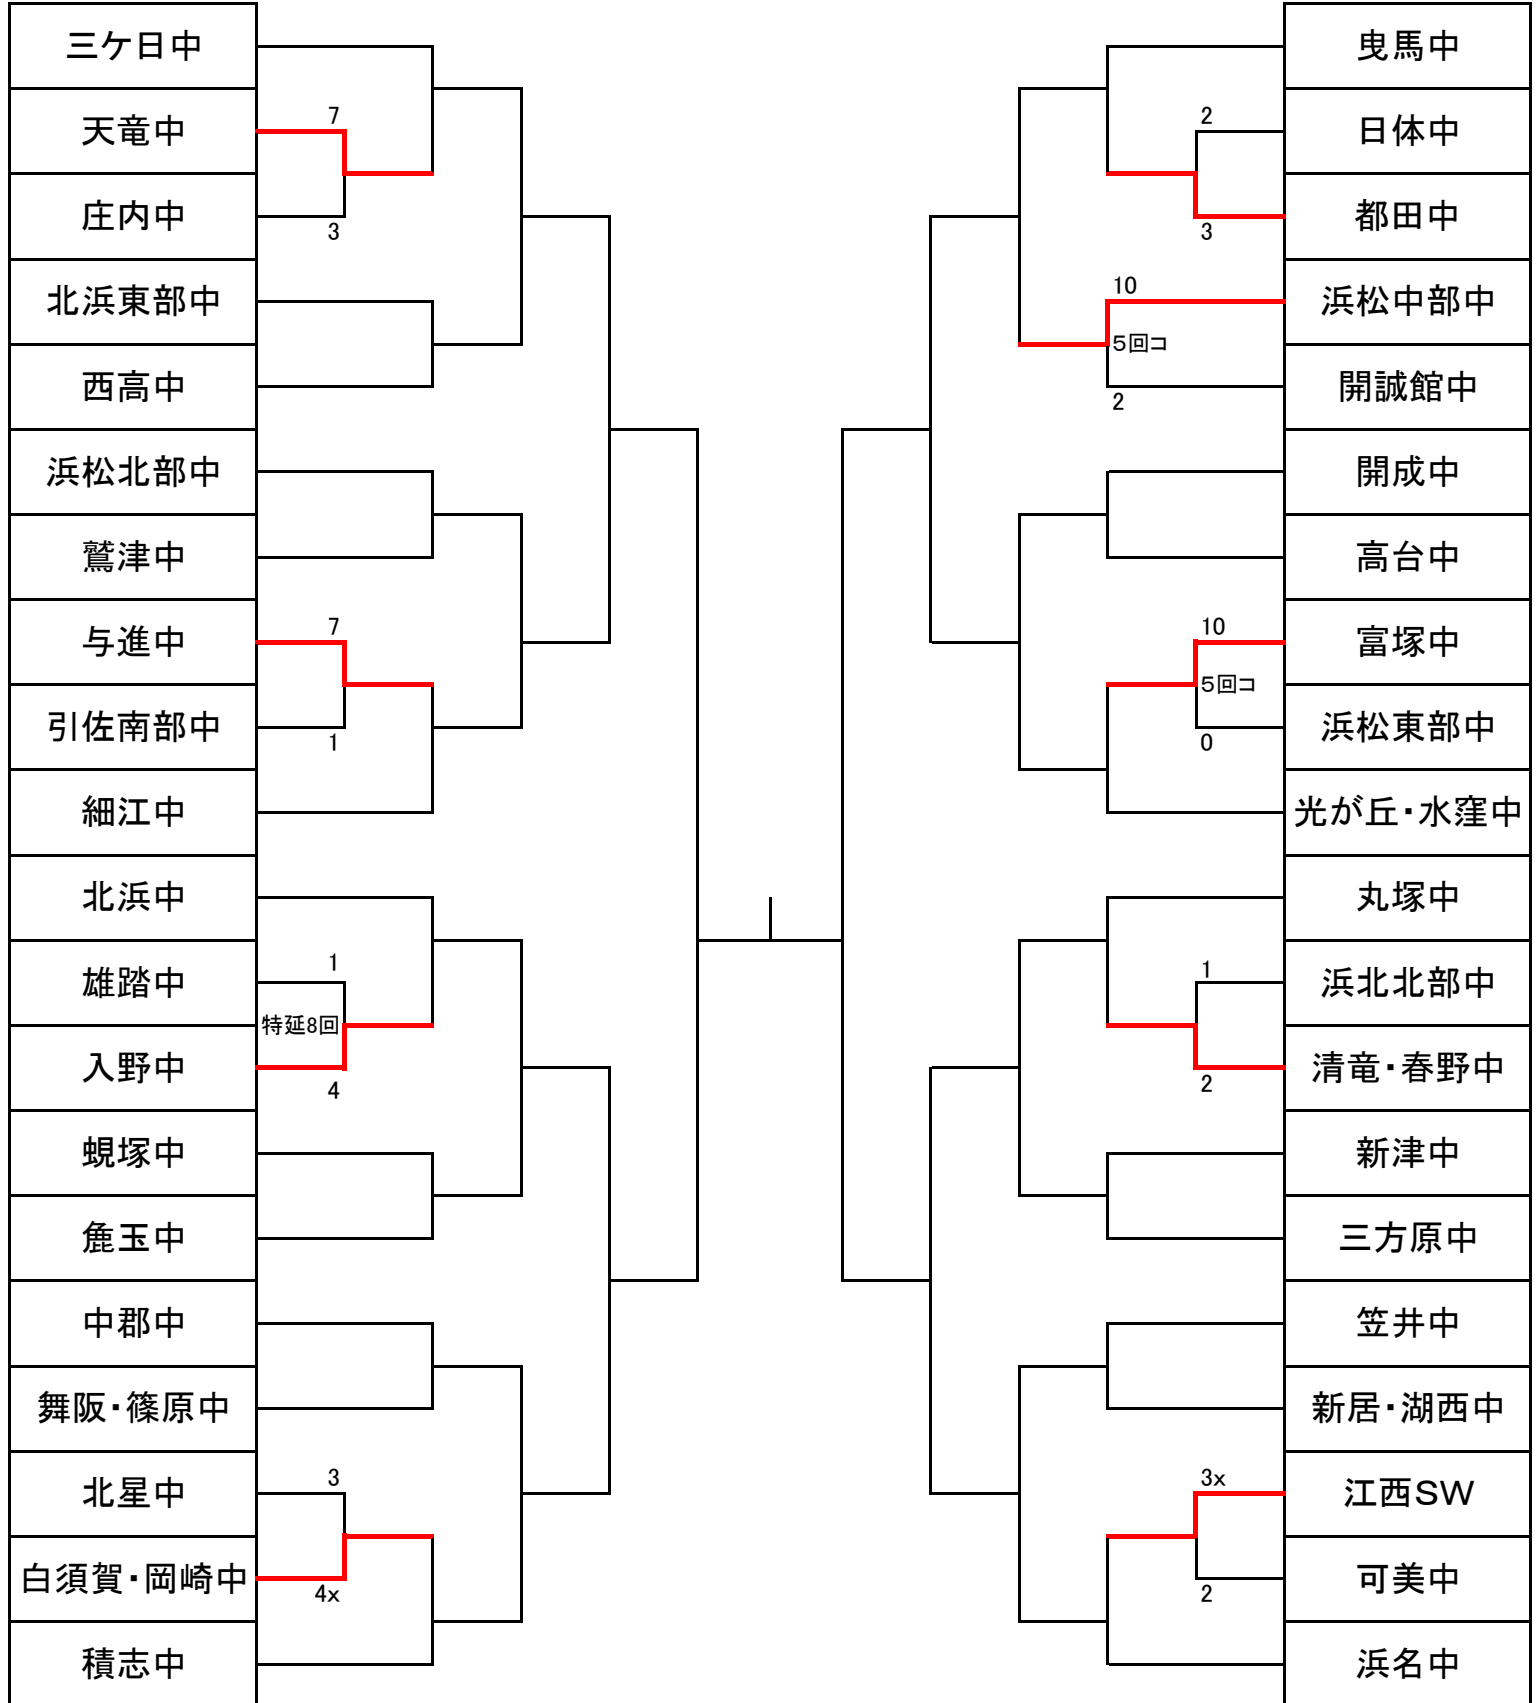 三ケ日中
天竜中
7
庄内中
3
北浜東部中
西高中
浜松北部中
鷲津中
与進中
7
引佐南部中
1
細江中
北浜中
雄踏中
1
特延8回
入野中
4
蜆塚中
麁玉中
中郡中
舞阪・篠原中
北星中
3
白須賀・岡崎中
4x
積志中
曳馬中
2
日体中
都田中
3
10
浜松中部中
5回コ
開誠館中
2
開成中
高台中
10
富塚中
5回コ
浜松東部中
0
光が丘・水窪中
丸塚中
1
浜北北部中
清竜・春野中
2
新津中
三方原中
笠井中
新居・湖西中
3x
江西SW
可美中
2
浜名中